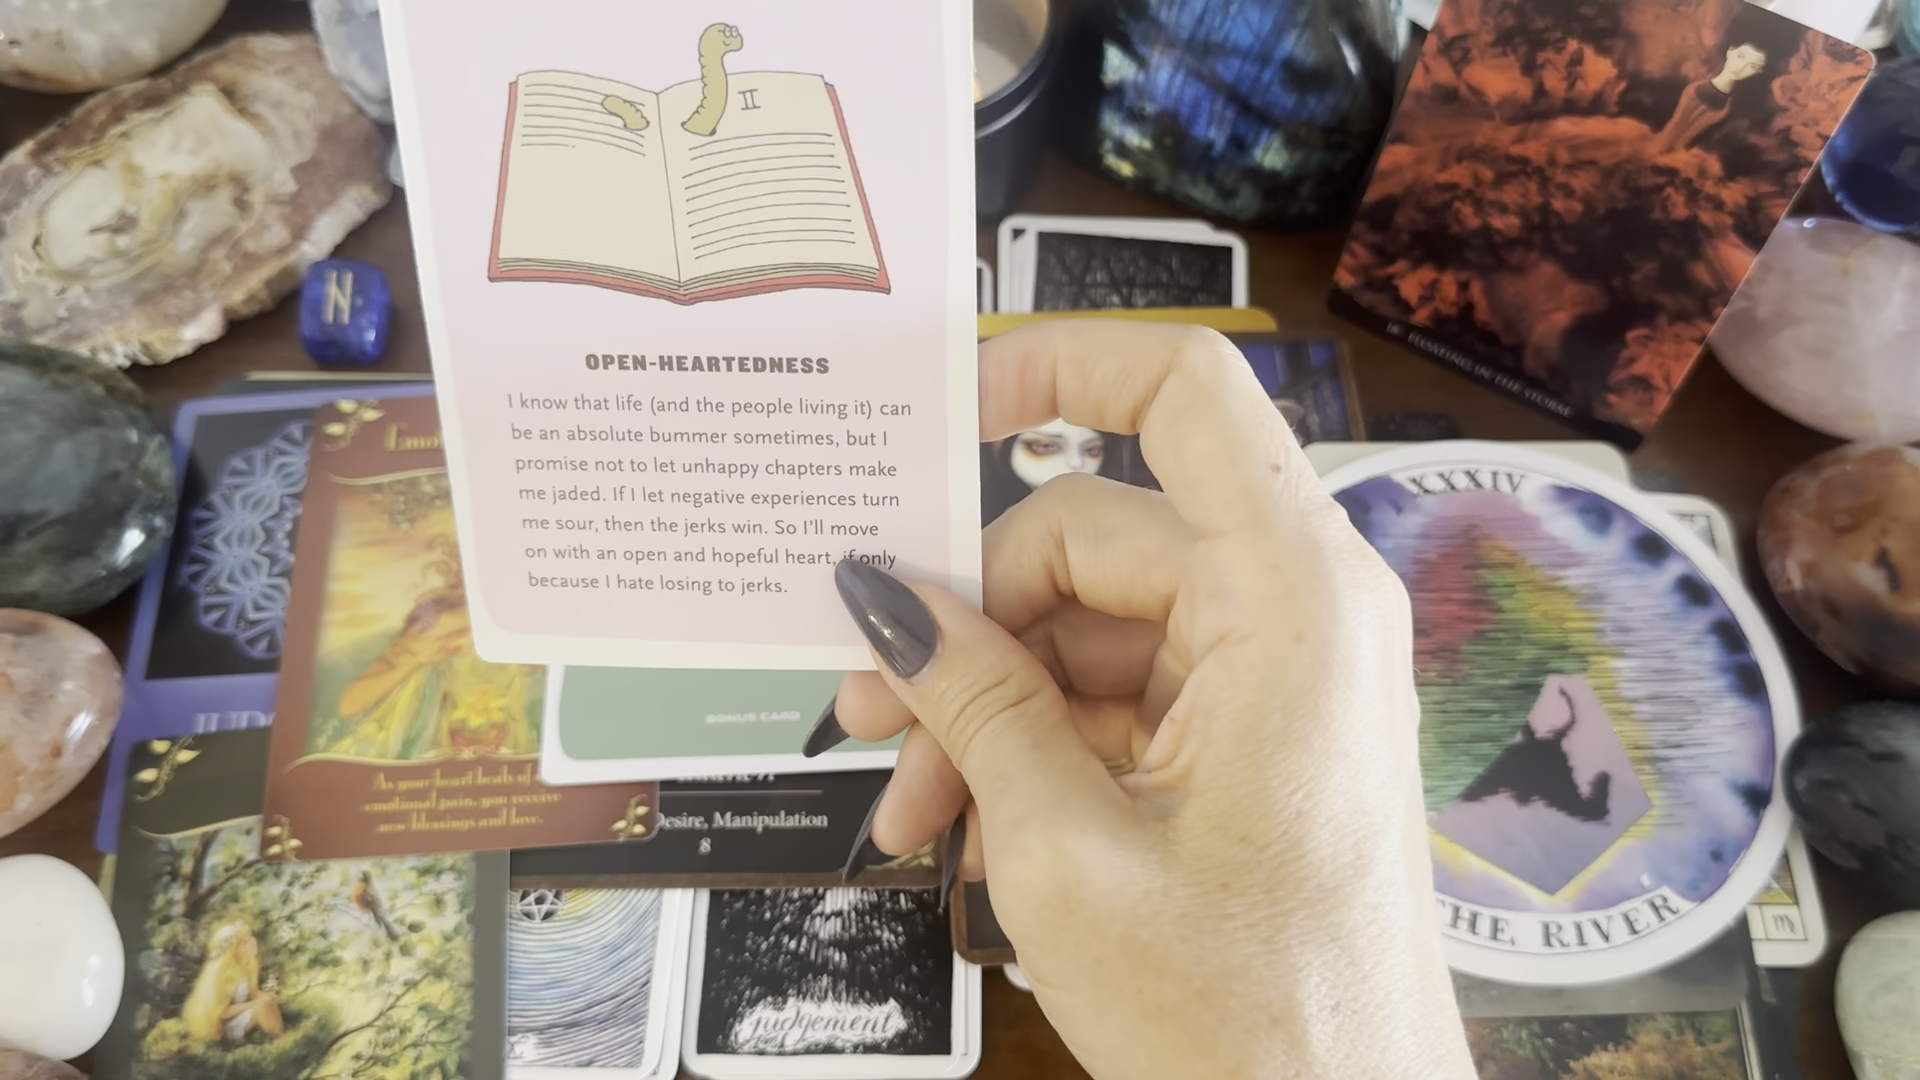 II
OPEN-HEARTEDNESS
I know that life (and the people living it) can
be an absolute bummer sometimes, but I
promise not to let unhappy chapters make
me jaded. If I let negative experiences turn
me sour, then the jerks win. So I'll move
on with an open and hopeful heart, if only
because I hate losing to jerks.
BONUS CARD
Desire, Manipulation
8
As your heart heals of
emotional pain, you receive
new blessings and love.
judgement
XXXIV
THE RIVER
FLOATING IN THE STORM